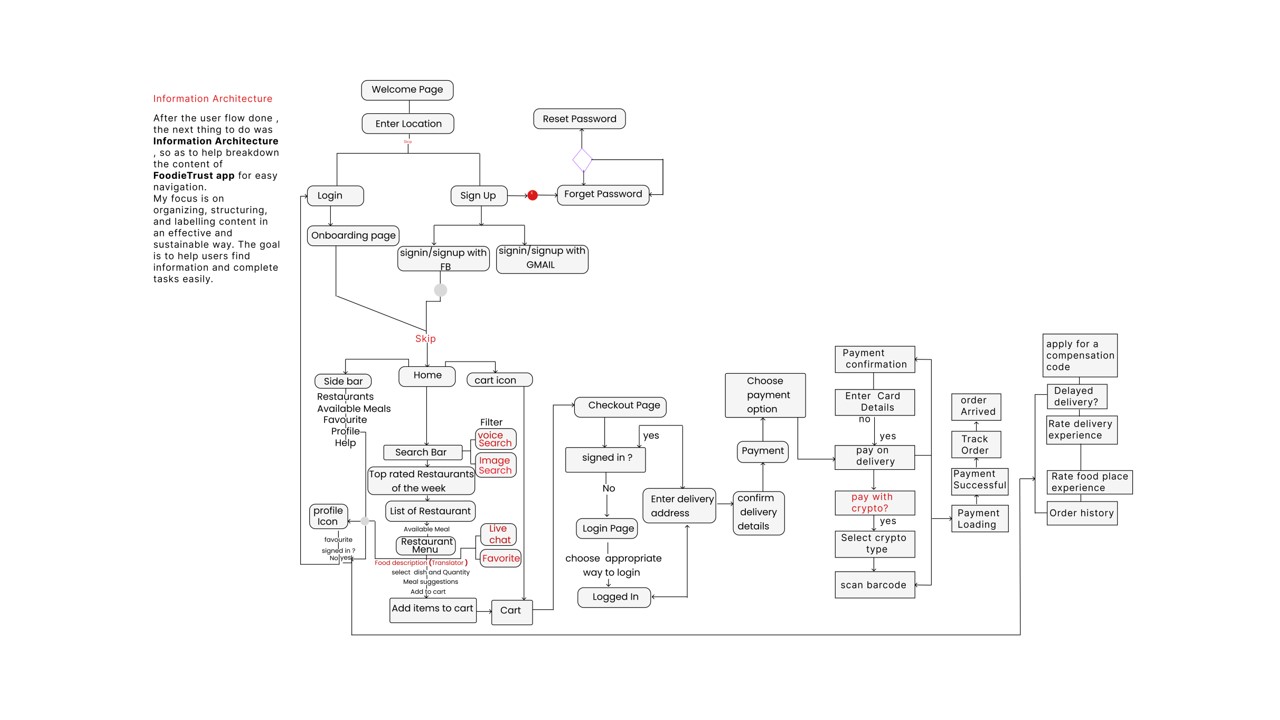 Information Architecture
After the user flow done ,
the next thing to do was
Information Architecture
, so as to help breakdown
the content of
FoodieTrust app for easy
navigation.
My focus is on
organizing, structuring,
and labelling content in
an effective and
sustainable way. The goal
is to help users find
information and complete
tasks easily.
Welcome Page
Enter Location
Skip
Login
Sign Up
Reset Password
Forget Password
Onboarding page
signin/signup with
FB
signin/signup with
GMAIL
Skip
Side bar
Home
cart icon
Restaurants
Available Meals
Favourite
Profile
Help
Filter
voice
Search
Image
Search
Search Bar
Top rated Restaurants
of the week
List of Restaurant
Available Meal
Restaurant
Menu
Live
chat
Favorite
Food description (Translator)
select dish and Quantity
Meal suggestions
Add to cart
Add items to cart
Cart
profile
Icon
favourite
signed in ?
No
yes
Checkout Page
yes
signed in ?
No
Login Page
choose appropriate
way to login
Logged In
Enter delivery
address
confirm
delivery
details
Payment
Choose
payment
option
Payment
confirmation
Enter Card
Details
no
yes
pay on
delivery
pay with
crypto?
yes
Select crypto
type
scan barcode
order
Arrived
Track
Order
Payment
Successful
Payment
Loading
apply for a
compensation
code
Delayed
delivery?
Rate delivery
experience
Rate food place
experience
Order history